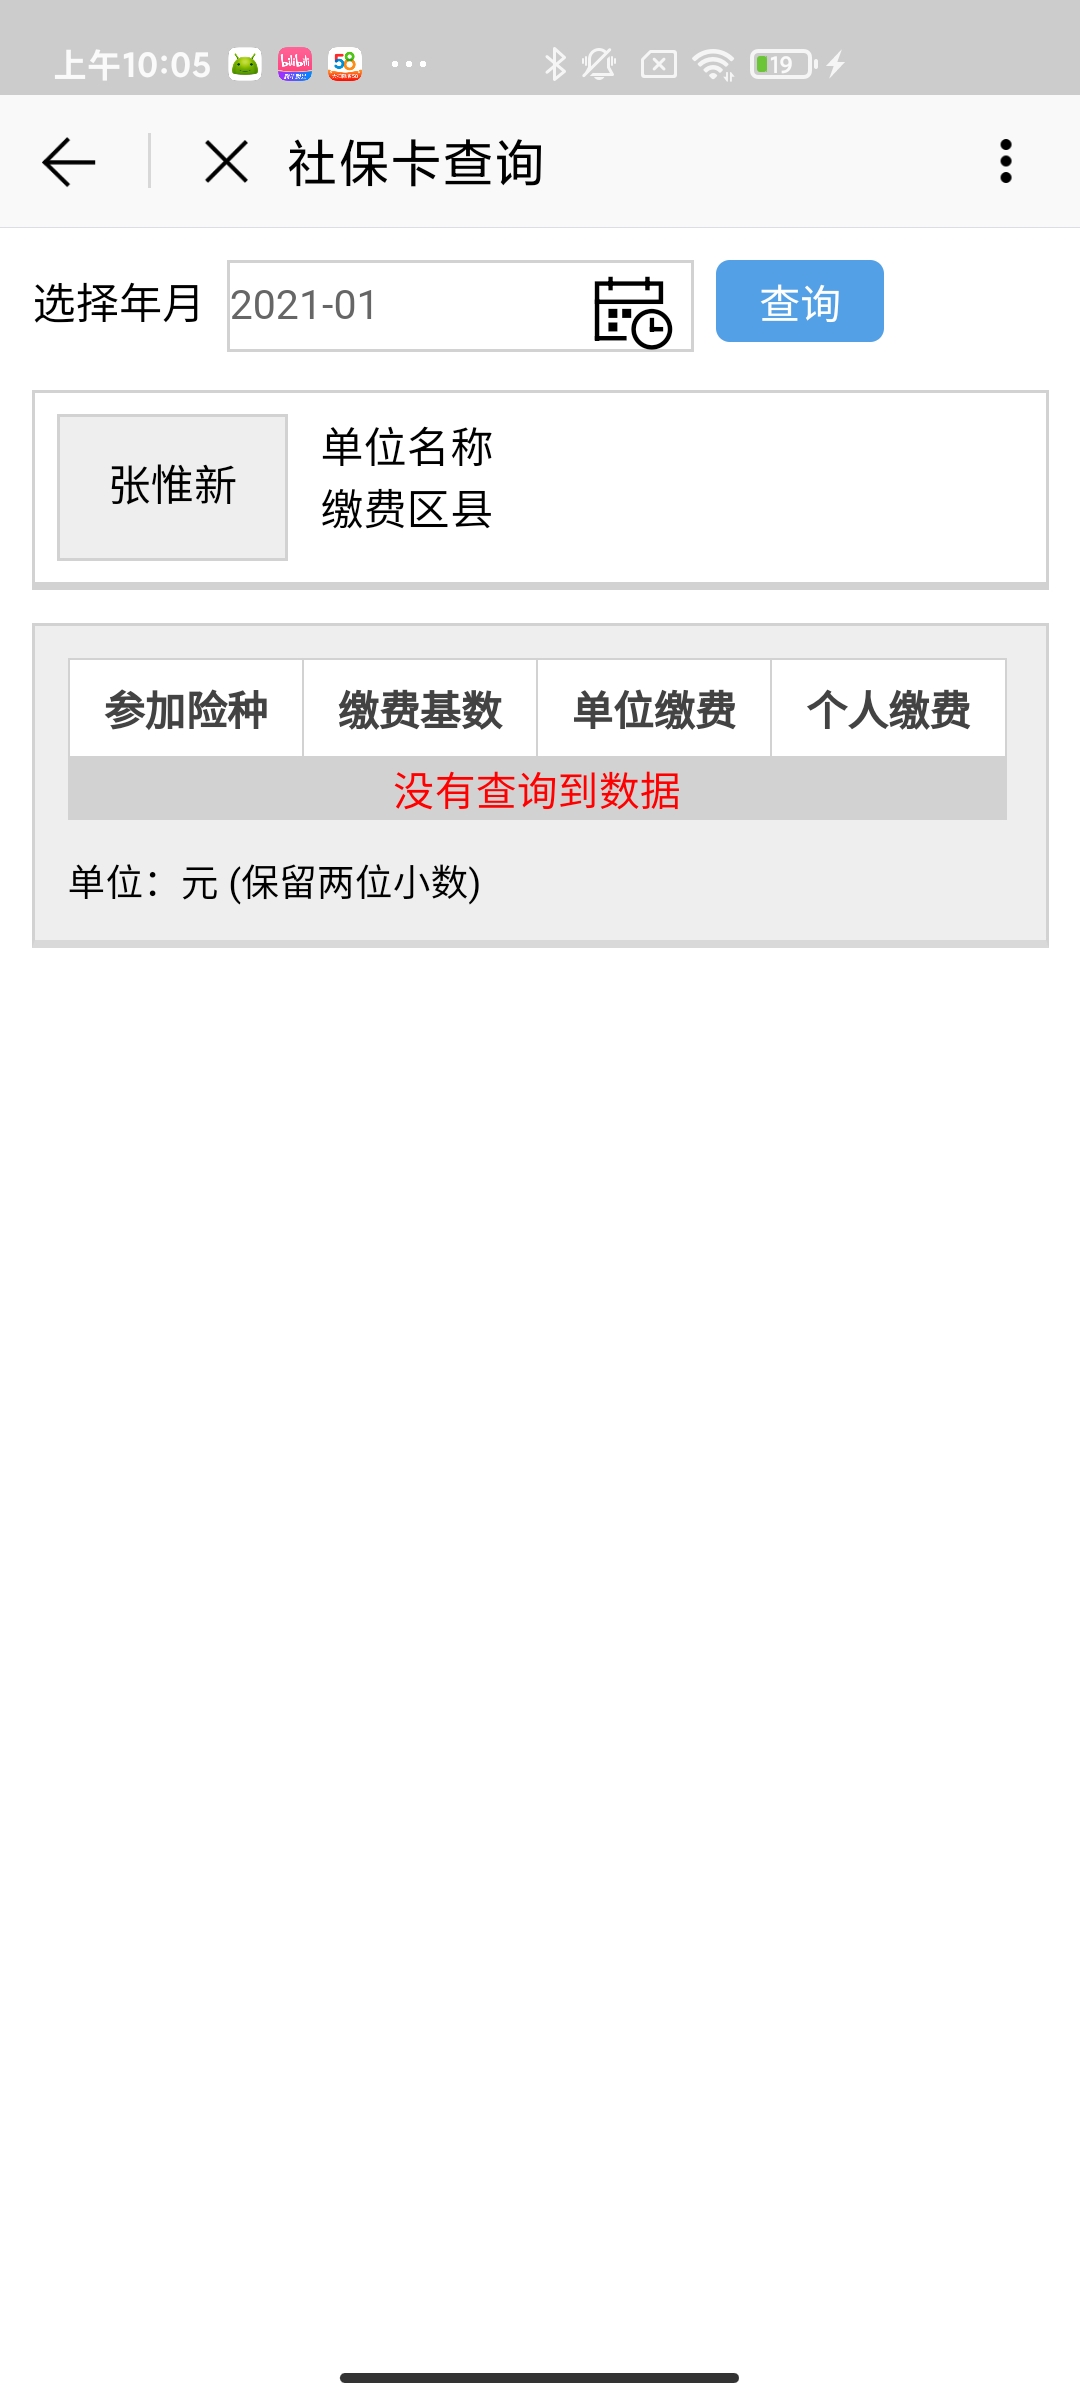 上午10:05
bilibili
58
19
社保卡查询
选择年月 2021-01 查询
张惟新
单位名称
缴费区县
参加险种 缴费基数 单位缴费 个人缴费
没有查询到数据
单位：元 (保留两位小数)